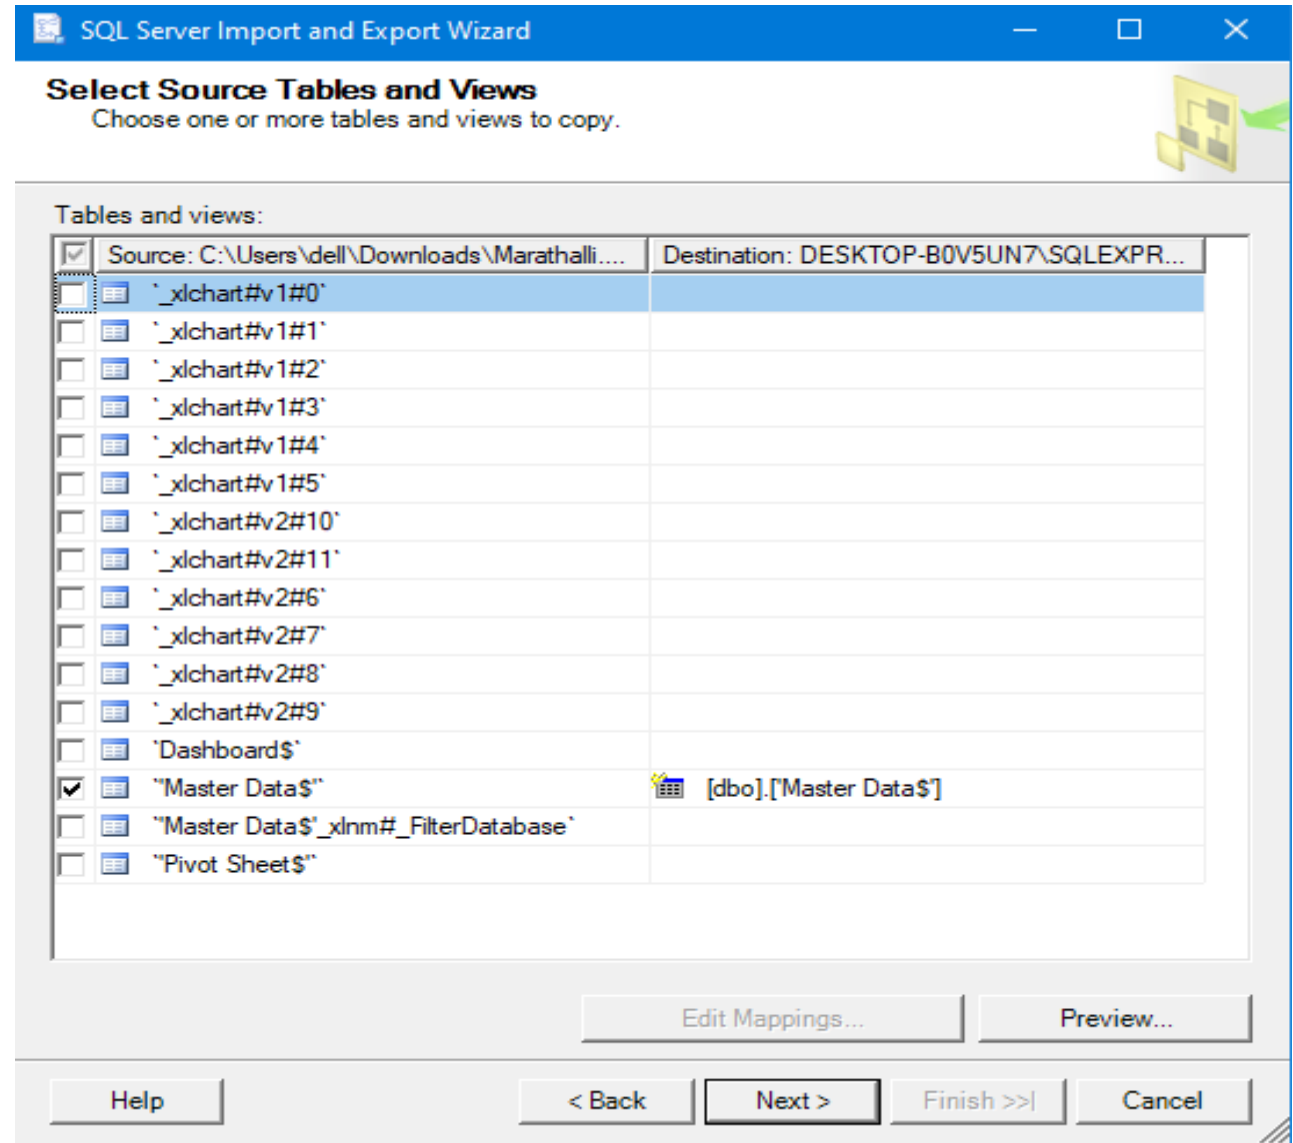 SQL Server Import and Export Wizard
Select Source Tables and Views
Choose one or more tables and views to copy.
Tables and views:
Source: C:\Users\dell\Downloads\Marathalli.... Destination: DESKTOP-B0V5UN7\SQLEXPR...
`_xlchart#v1#0`
`_xlchart#v1#1`
`_xlchart#v1#2`
`_xlchart#v1#3`
`_xlchart#v1#4`
`_xlchart#v1#5`
`_xlchart#v2#10`
`_xlchart#v2#11`
`_xlchart#v2#6`
`_xlchart#v2#7`
`_xlchart#v2#8`
`_xlchart#v2#9`
`Dashboard$`
`'Master Data$'` [dbo].['Master Data$']
`'Master Data$'_xlnm#_FilterDatabase`
`'Pivot Sheet$'`
Edit Mappings... Preview...
Help < Back Next > Finish >>| Cancel